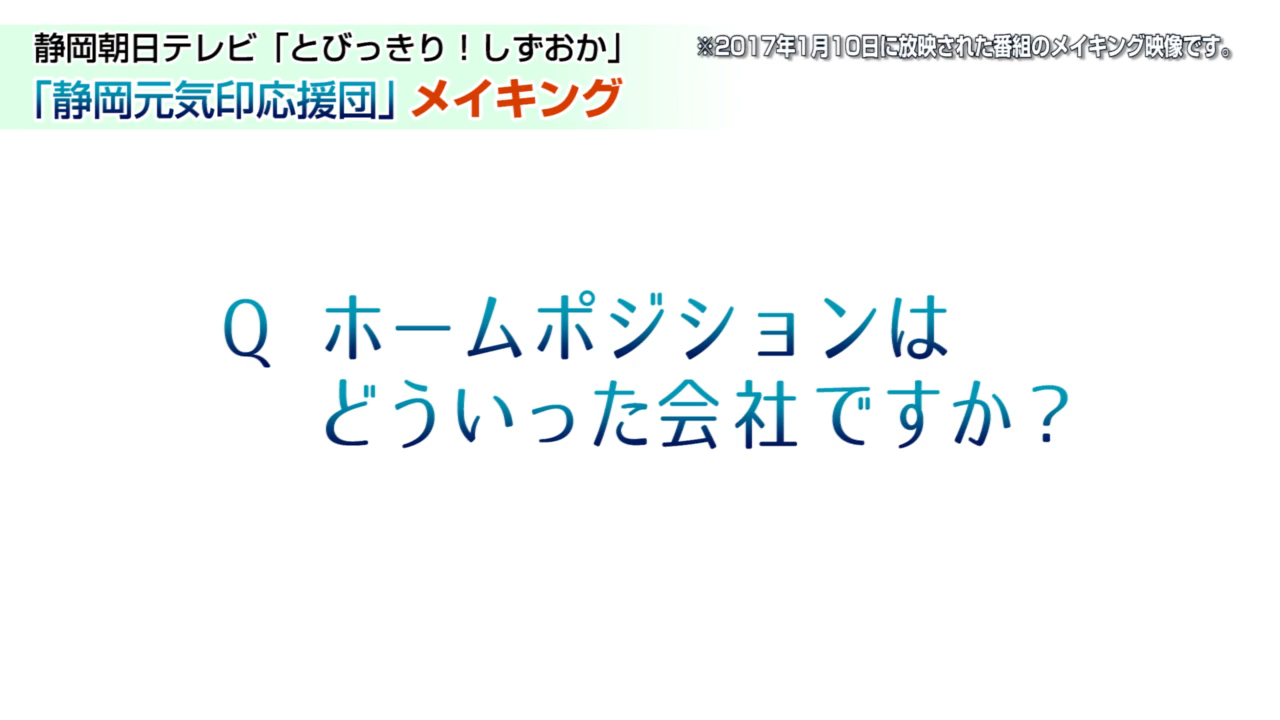 静岡朝日テレビ「とびっきり！しずおか」
「静岡元気印応援団」メイキング
※2017年1月10日に放映された番組のメイキング映像です。
Q ホームポジションは
どういった会社ですか？